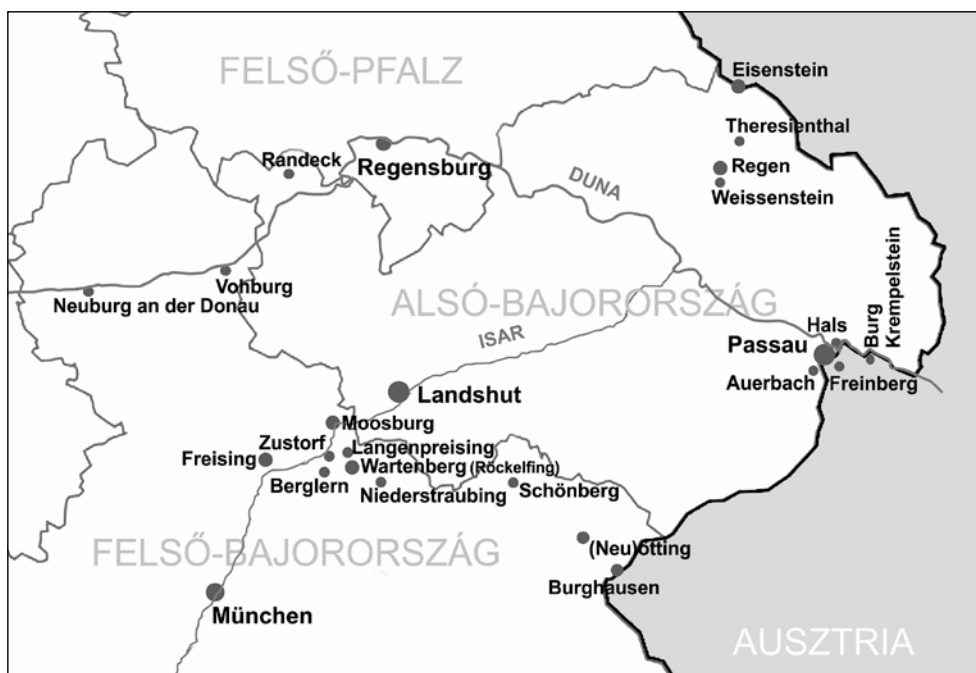 FELSŐ-PFALZ
Eisenstein
Theresienthal
Randeck
Regensburg
Regen
DUNA
Weissenstein
Vohburg
Neuburg an der Donau
ALSÓ-BAJORORSZÁG
Burg
Krempelstein
ISAR
Hals
Passau
Auerbach
Freinberg
Landshut
Moosburg
Zustorf
Langenpreising
Freising
Wartenberg (Röckelfing)
Berglern
Niederstraubing
Schönberg
FELSŐ-BAJORORSZÁG
(Neu)ötting
Burghausen
München
AUSZTRIA